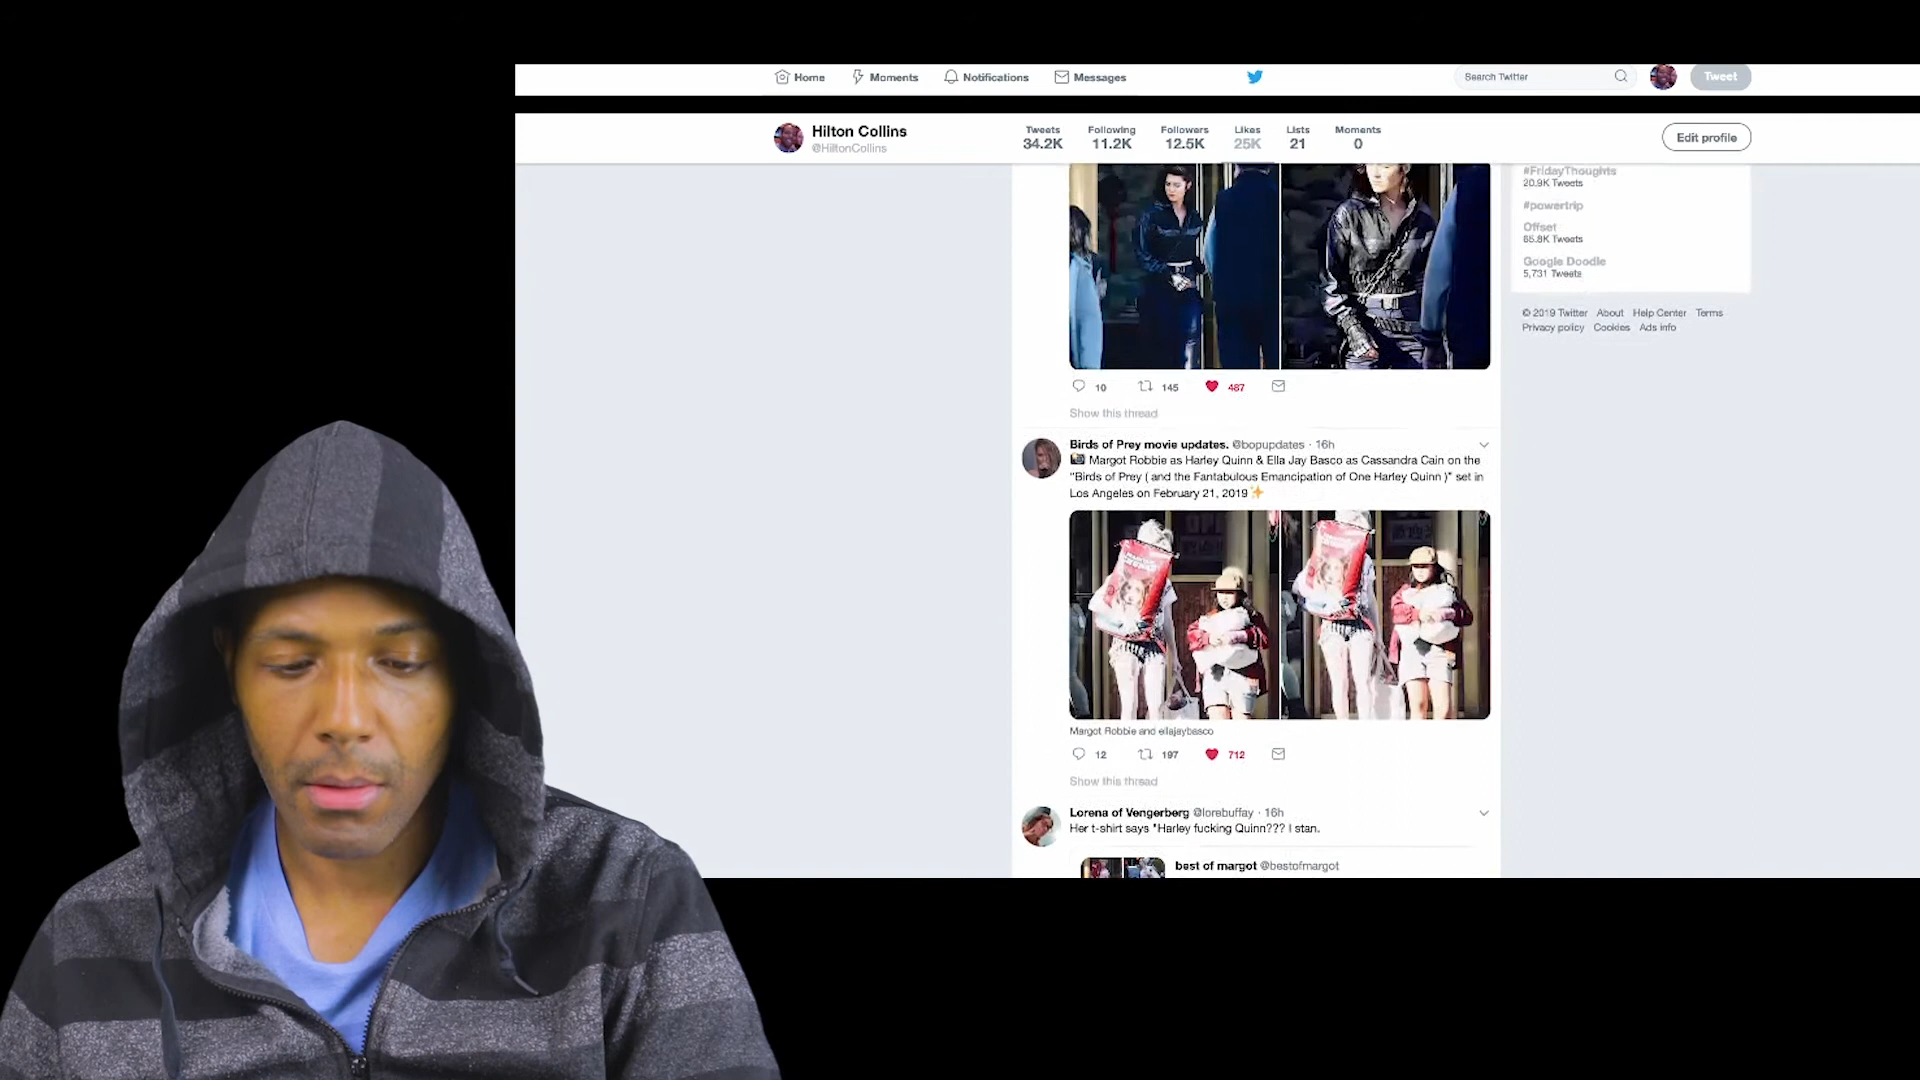 Home Moments Notifications Messages Search Twitter Tweet
Hilton Collins
@HiltonCollins
Tweets Following Followers Likes Lists Moments
34.2K 11.2K 12.5K 25K 21 0
Edit profile
#FridayThoughts
20.9K Tweets
#powertrip
Offset
65.8K Tweets
Google Doodle
5,731 Tweets
© 2019 Twitter About Help Center Terms
Privacy policy Cookies Ads info
10 145 487
Show this thread
Birds of Prey movie updates. @bopupdates · 16h
Margot Robbie as Harley Quinn & Ella Jay Basco as Cassandra Cain on the
"Birds of Prey ( and the Fantabulous Emancipation of One Harley Quinn )" set in
Los Angeles on February 21, 2019
Margot Robbie and ellajaybasco
12 197 712
Show this thread
Lorena of Vengerberg @lorebuffay · 16h
Her t-shirt says "Harley fucking Quinn??? I stan.
best of margot @bestofmargot